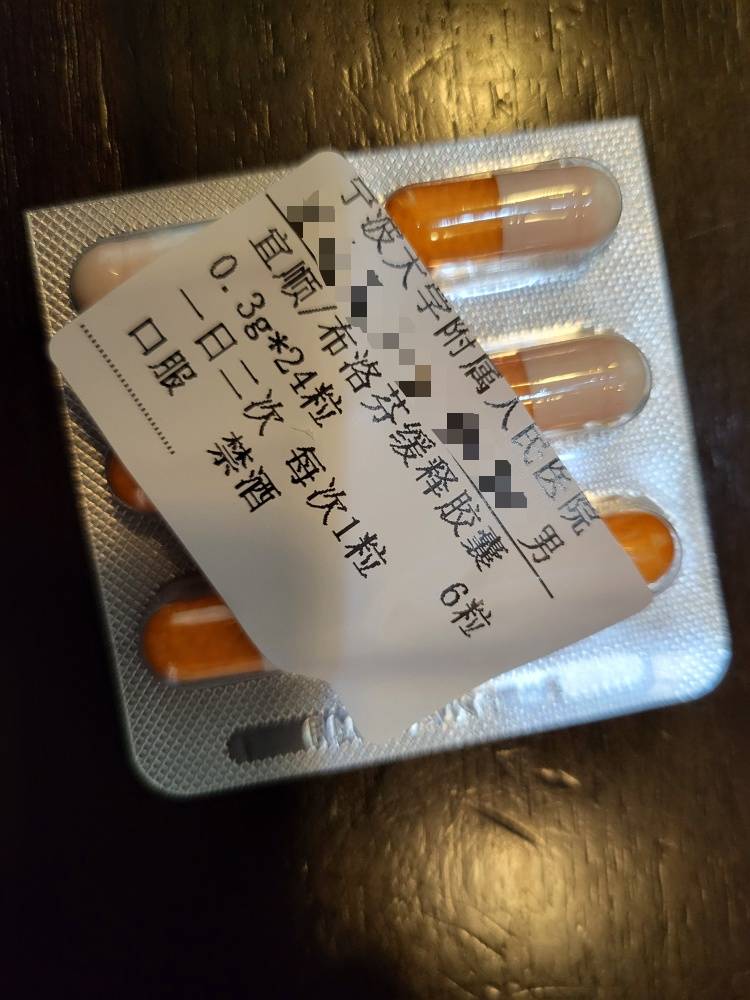 宁波大学附属人民医院
男
宜顺/布洛芬缓释胶囊
0.3g*24粒 6粒
一日二次 每次1粒
口服 禁酒